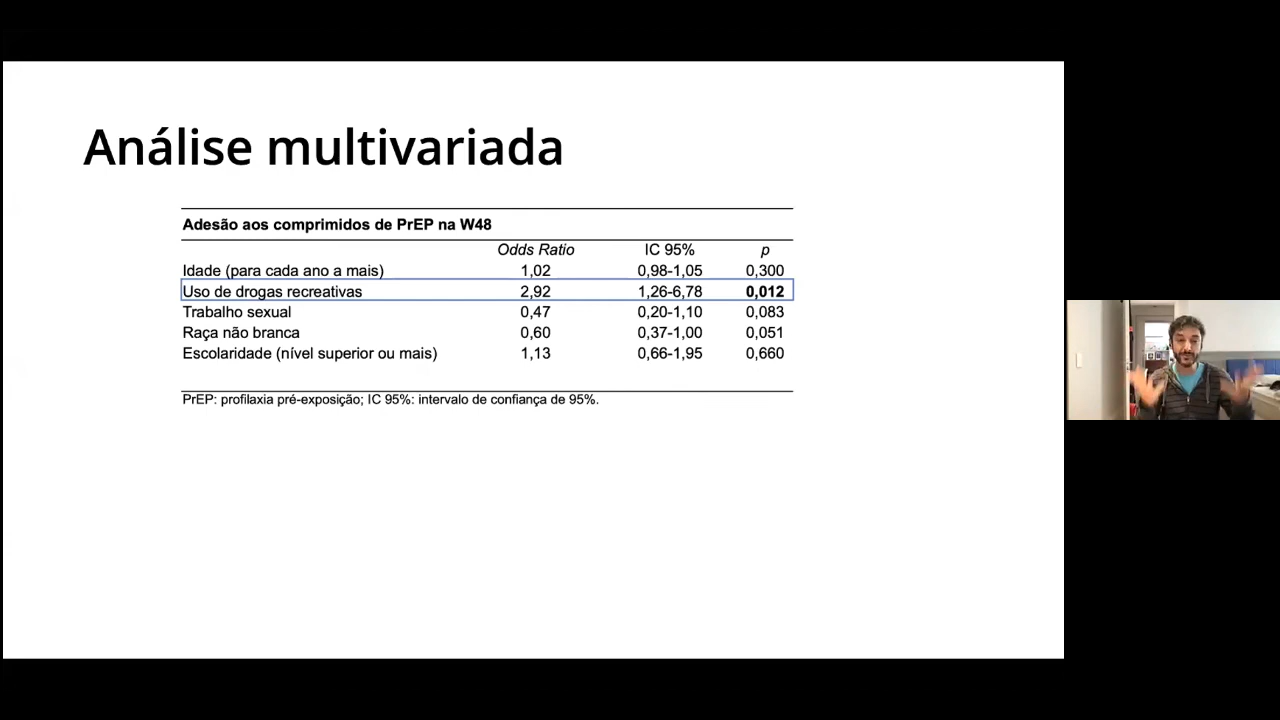 Análise multivariada
Adesão aos comprimidos de PrEP na W48
Odds Ratio IC 95% p
Idade (para cada ano a mais) 1,02 0,98-1,05 0,300
Uso de drogas recreativas 2,92 1,26-6,78 0,012
Trabalho sexual 0,47 0,20-1,10 0,083
Raça não branca 0,60 0,37-1,00 0,051
Escolaridade (nível superior ou mais) 1,13 0,66-1,95 0,660
PrEP: profilaxia pré-exposição; IC 95%: intervalo de confiança de 95%.